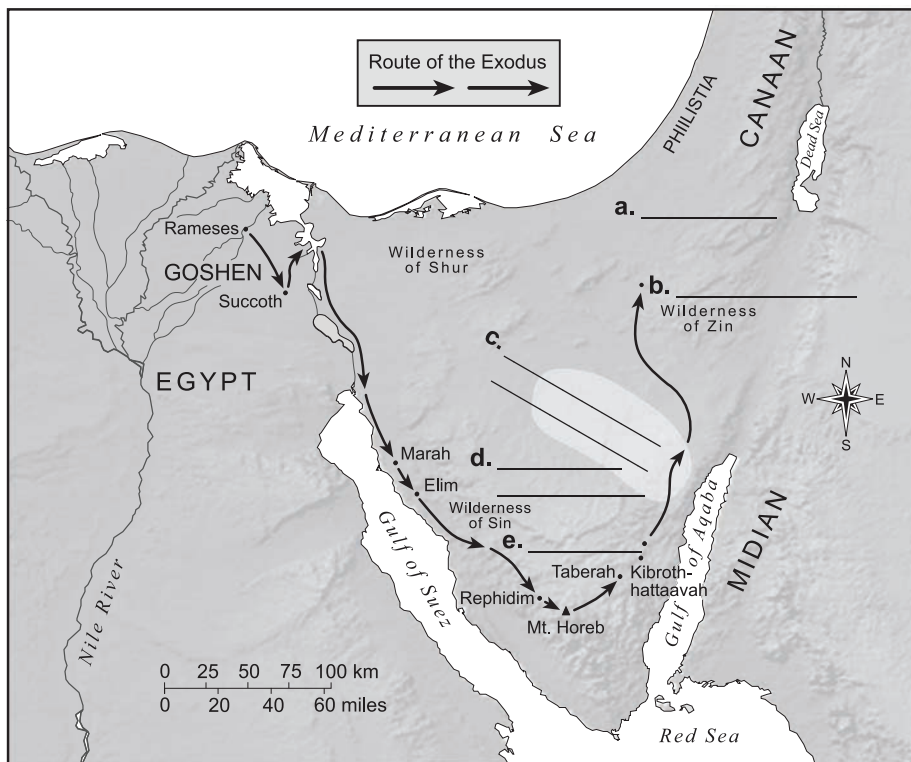 Route of the Exodus
Mediterranean Sea
PHIILISTIA
CANAAN
Dead Sea
a.
Rameses
Wilderness
of Shur
GOSHEN
Succoth
b.
Wilderness
of Zin
c.
EGYPT
N
W
E
S
Marah
d.
Elim
Wilderness
of Sin
e.
Gulf of Suez
Gulf of Aqaba
MIDIAN
Taberah
Kibroth-
hattaavah
Rephidim
Mt. Horeb
Nile River
0 25 50 75 100 km
0 20 40 60 miles
Red Sea